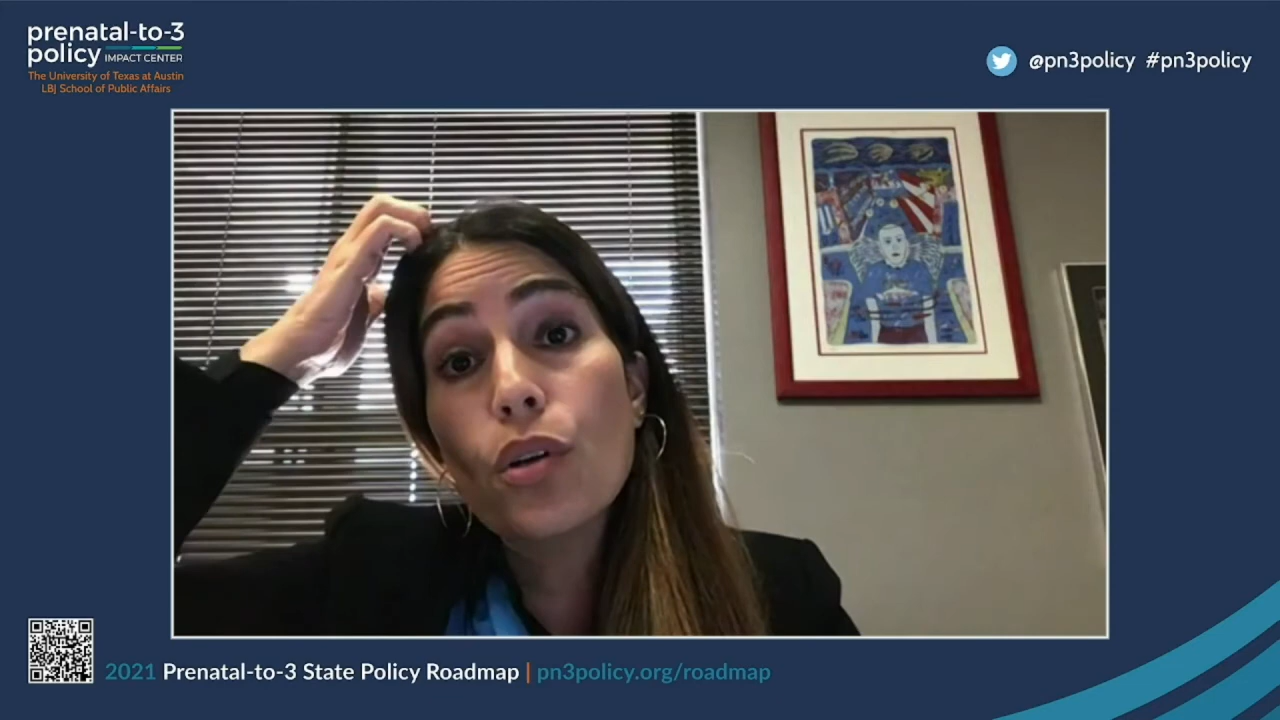 prenatal-to-3
policy IMPACT CENTER
The University of Texas at Austin
LBJ School of Public Affairs
@pn3policy #pn3policy
2021 Prenatal-to-3 State Policy Roadmap | pn3policy.org/roadmap